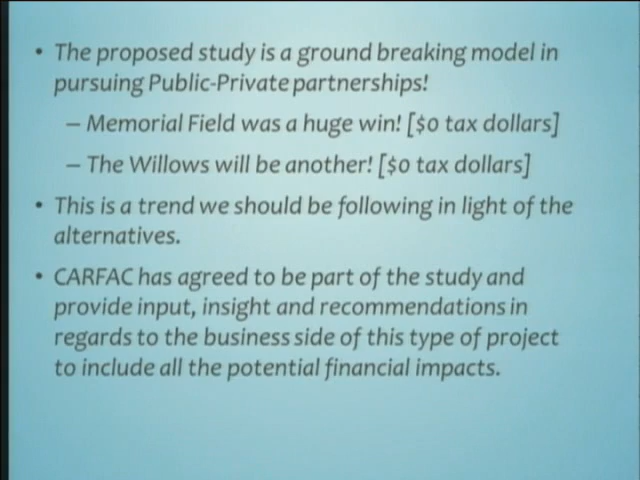 • The proposed study is a ground breaking model in
pursuing Public-Private partnerships!
– Memorial Field was a huge win! [$0 tax dollars]
– The Willows will be another! [$0 tax dollars]
• This is a trend we should be following in light of the
alternatives.
• CARFAC has agreed to be part of the study and
provide input, insight and recommendations in
regards to the business side of this type of project
to include all the potential financial impacts.